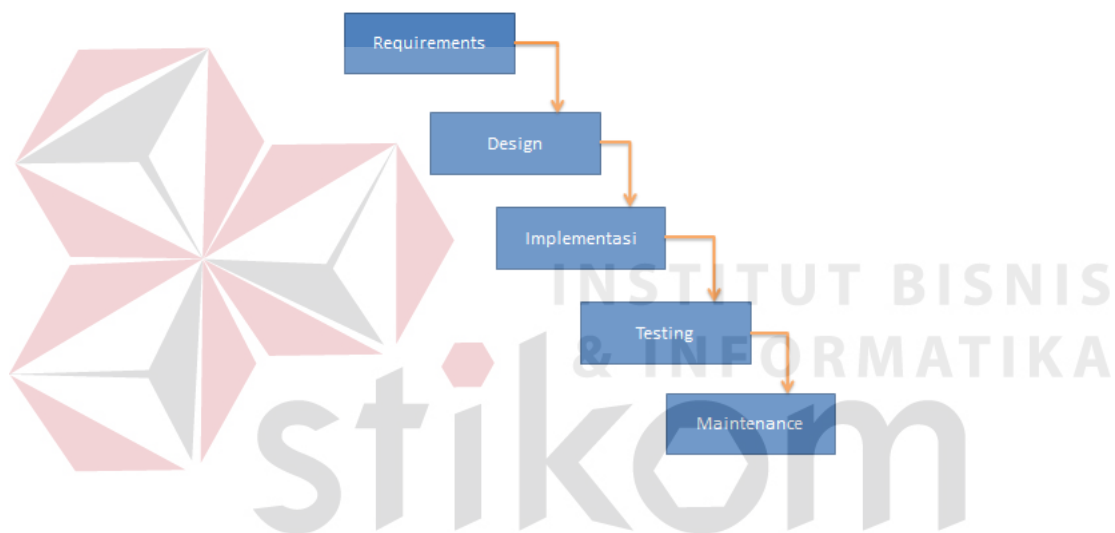 Requirements
Design
Implementasi
INSTITUT BISNIS
Testing
& INFORMATIKA
stikom
Maintenance